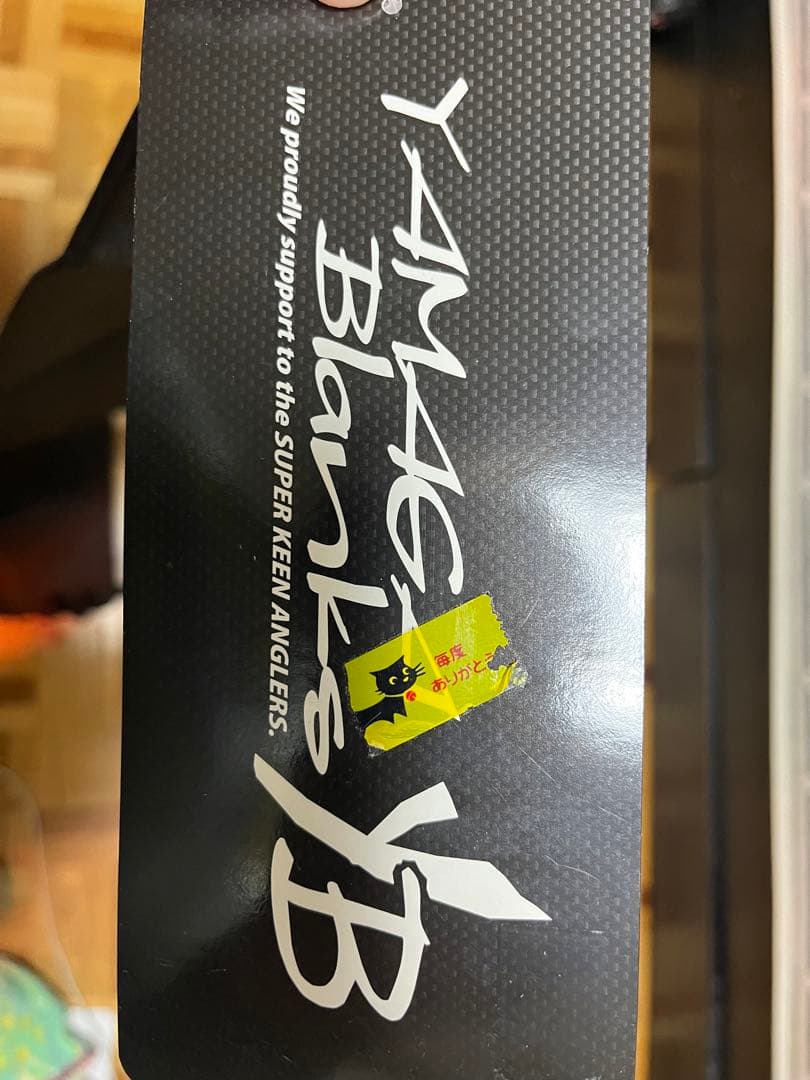 YAMAGA
Blanks
We proudly support to the SUPER KEEN ANGLERS.
毎度
ありがとう
YB